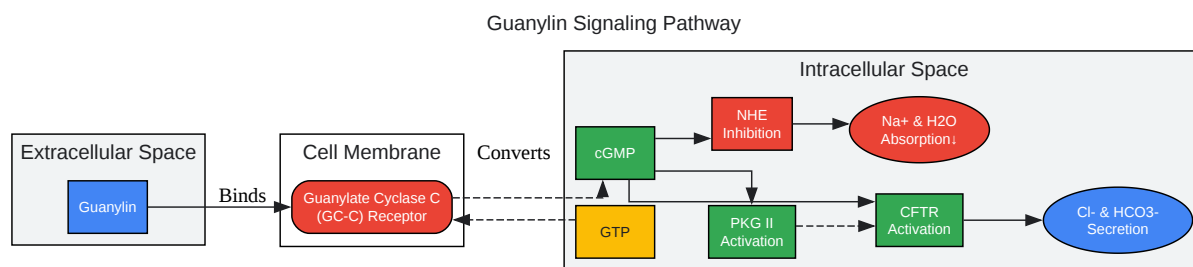 Guanylin Signaling Pathway
Extracellular Space
Guanylin
Binds
Cell Membrane
Guanylate Cyclase C
(GC-C) Receptor
Converts
Intracellular Space
cGMP
GTP
NHE
Inhibition
Na+ & H2O
Absorption↓
PKG II
Activation
CFTR
Activation
Cl- & HCO3-
Secretion